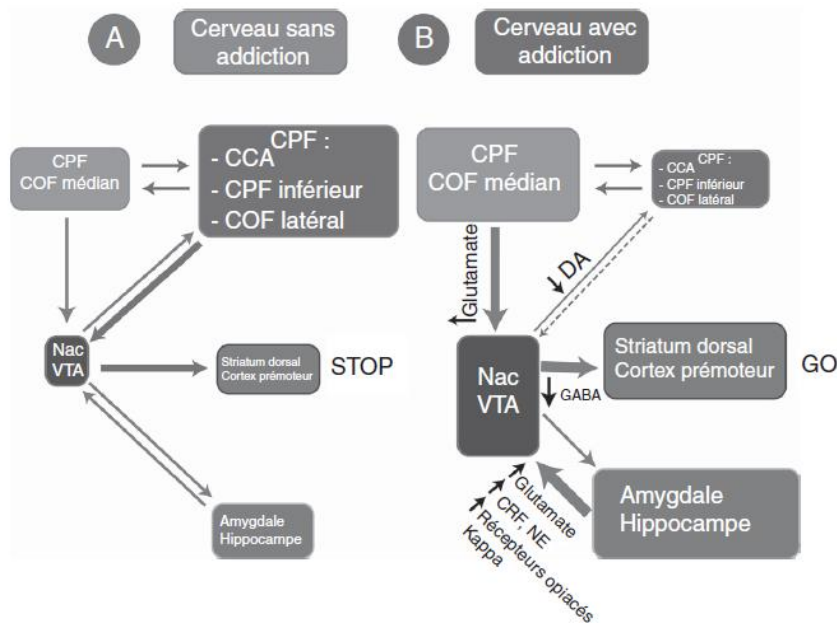 A
Cerveau sans
addiction
B
Cerveau avec
addiction
CPF
COF médian
CPF :
- CCA
- CPF inférieur
- COF latéral
Nac
VTA
Striatum dorsal
Cortex prémoteur
STOP
Amygdale
Hippocampe
CPF
COF médian
CPF :
- CCA
- CPF inférieur
- COF latéral
Glutamate
DA
Nac
VTA
GABA
Striatum dorsal
Cortex prémoteur
GO
Amygdale
Hippocampe
Glutamate
CRF, NE
Récepteurs opiacés
Kappa